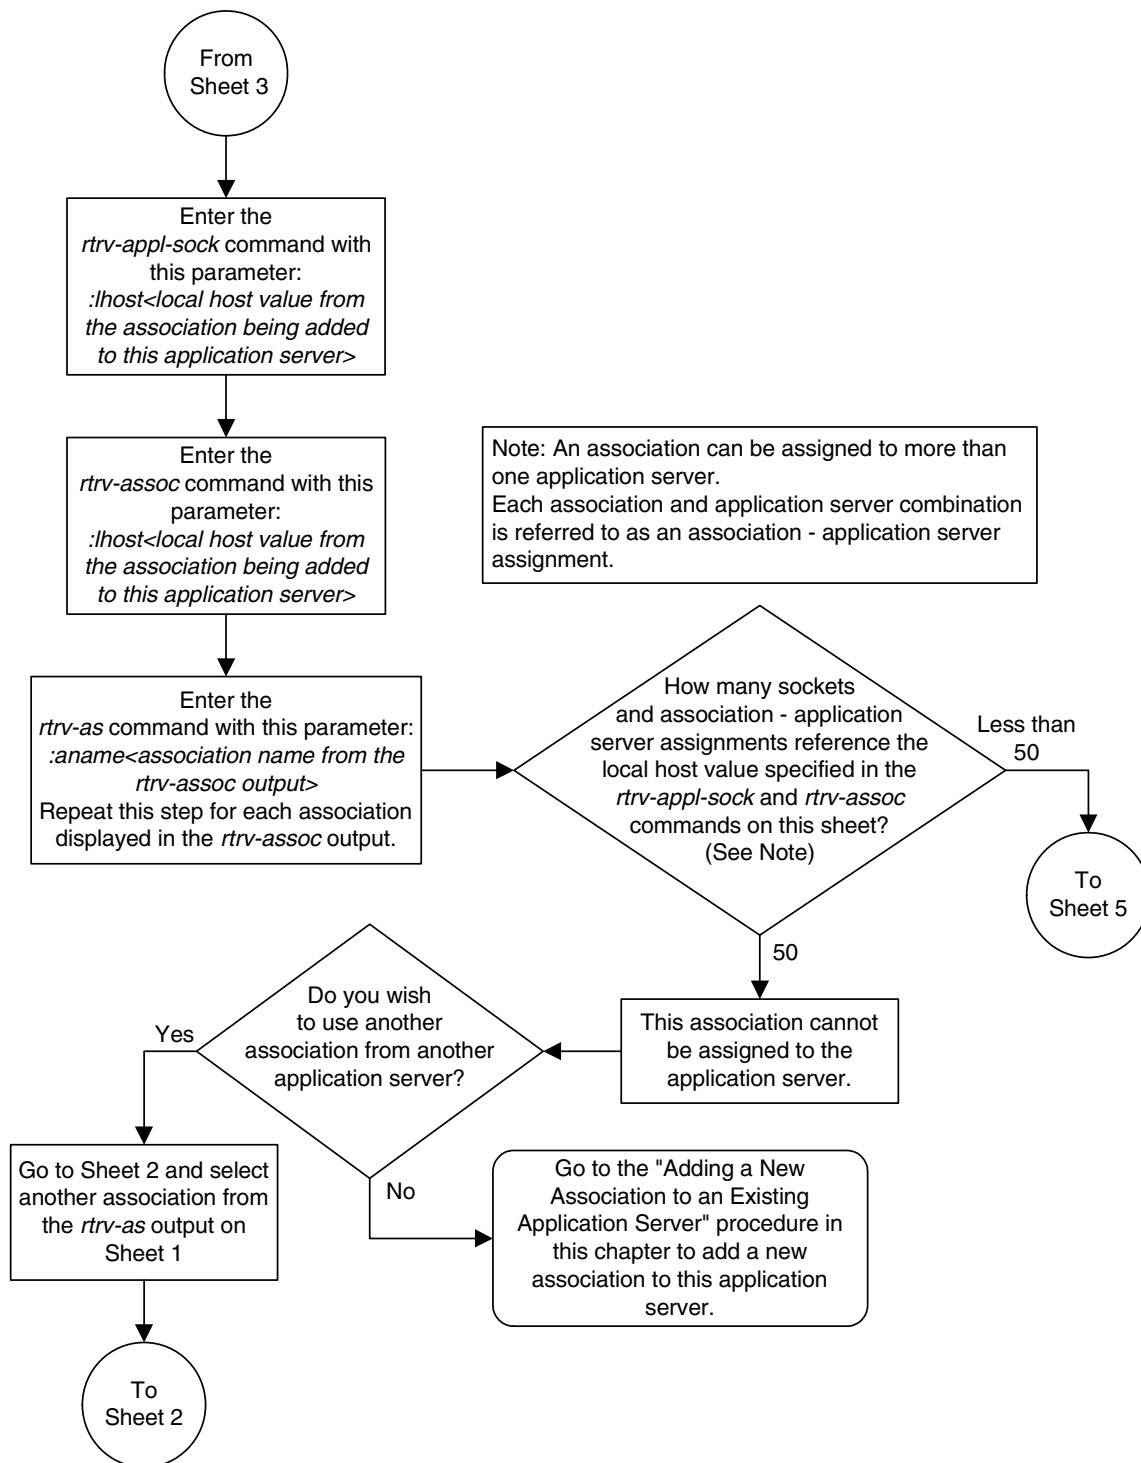 From
Sheet 3
Enter the
rtrv-appl-sock command with
this parameter:
:lhost<local host value from
the association being added
to this application server>
Enter the
rtrv-assoc command with this
parameter:
:lhost<local host value from
the association being added
to this application server>
Note: An association can be assigned to more than
one application server.
Each association and application server combination
is referred to as an association - application server
assignment.
Enter the
rtrv-as command with this parameter:
:aname<association name from the
rtrv-assoc output>
Repeat this step for each association
displayed in the rtrv-assoc output.
How many sockets
and association - application
server assignments reference the
local host value specified in the
rtrv-appl-sock and rtrv-assoc
commands on this sheet?
(See Note)
Less than
50
To
Sheet 5
50
This association cannot
be assigned to the
application server.
Do you wish
to use another
association from another
application server?
Yes
Go to Sheet 2 and select
another association from
the rtrv-as output on
Sheet 1
No
Go to the "Adding a New
Association to an Existing
Application Server" procedure in
this chapter to add a new
association to this application
server.
To
Sheet 2